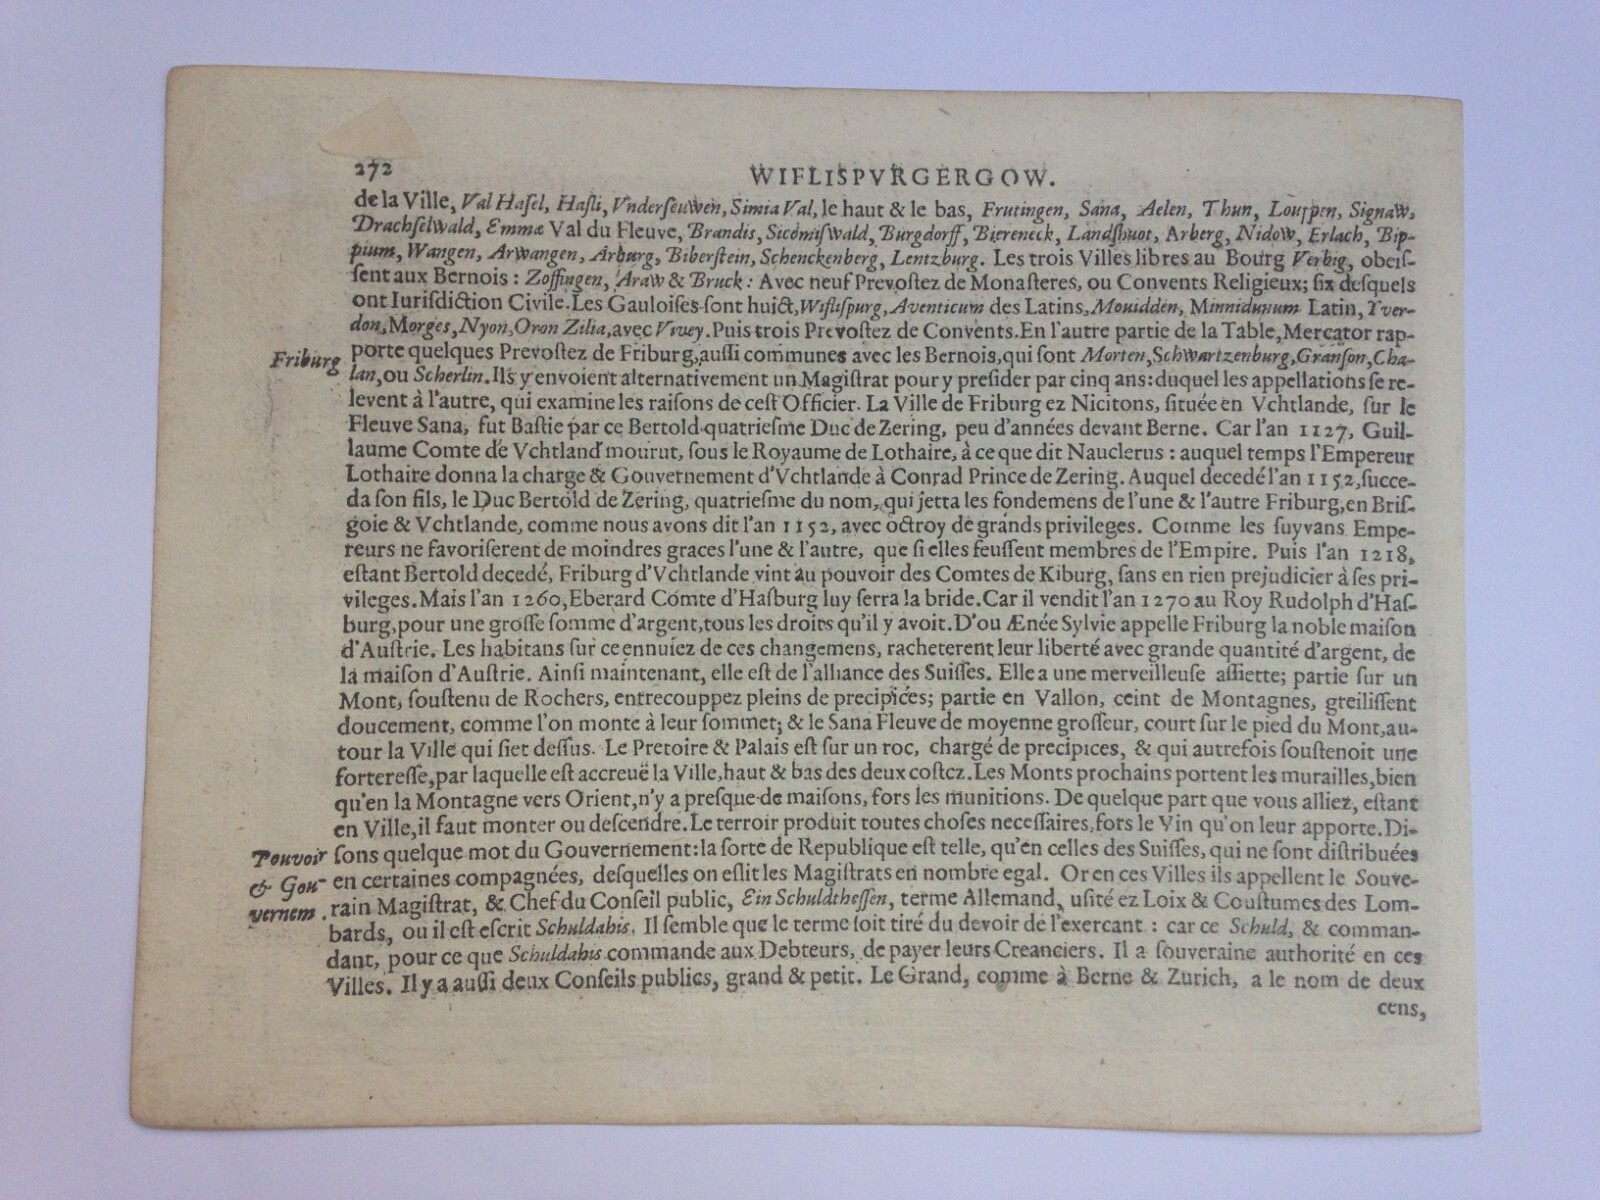 272
WIFLISPVRGERGOW.
de la Ville, Val Haſel, Haſli, Vnderſeuwen, Simia Val, le haut & le bas, Frutingen, Sana, Aelen, Thun, Louppen, Signaw,
Drachſelwald, Emmæ Val du Fleuve, Brandis, Sicomiſwald, Burgdorff, Biereneck, Landſhuot, Arberg, Nidow, Erlach, Bip-
pium, Wangen, Arwangen, Arburg, Biberſtein, Schenckenberg, Lentzburg. Les trois Villes libres au Bourg Verbig, obeiſ-
ſent aux Bernois: Zoffingen, Araw & Bruck: Avec neuf Prevoſtez de Monaſteres, ou Convents Religieux; ſix deſquels
ont Iuriſdiction Civile. Les Gauloiſes ſont huict, Wiflſpurg, Aventicum des Latins, Mouidden, Minnidunum Latin, Yver-
don, Morges, Nyon, Oron Zilia, avec Vivey. Puis trois Prevoſtez de Convents. En l'autre partie de la Table, Mercator rap-
Friburg porte quelques Prevoſtez de Friburg, auſſi communes avec les Bernois, qui ſont Morten, Schwartzenburg, Granſon, Cha-
lan, ou Scherlin. Ils y envoient alternativement un Magiſtrat pour y preſider par cinq ans: duquel les appellations ſe re-
levent à l'autre, qui examine les raiſons de ceſt Officier. La Ville de Friburg ez Nicitons, ſituée en Vchtlande, ſur le
Fleuve Sana, fut Baſtie par ce Bertold quatrieſme Duc de Zering, peu d'années devant Berne. Car l'an 1127, Guil-
laume Comte de Vchtland mourut, ſous le Royaume de Lothaire, à ce que dit Nauclerus: auquel temps l'Empereur
Lothaire donna la charge & Gouvernement d'Vchtlande à Conrad Prince de Zering. Auquel decedé l'an 1152, ſucce-
da ſon fils, le Duc Bertold de Zering, quatrieſme du nom, qui jetta les fondemens de l'une & l'autre Friburg, en Briſ-
goie & Vchtlande, comme nous avons dit l'an 1152, avec octroy de grands privileges. Comme les ſuyvans Empe-
reurs ne favoriſerent de moindres graces l'une & l'autre, que ſi elles feuſſent membres de l'Empire. Puis l'an 1218,
eſtant Bertold decedé, Friburg d'Vchtlande vint au pouvoir des Comtes de Kiburg, ſans en rien prejudicier à ſes pri-
vileges. Mais l'an 1260, Eberard Comte d'Haſburg luy ſerra la bride. Car il vendit l'an 1270 au Roy Rudolph d'Haſ-
burg, pour une groſſe ſomme d'argent, tous les droits qu'il y avoit. D'ou Ænée Sylvie appelle Friburg la noble maiſon
d'Auſtrie. Les habitans ſur ce ennuiez de ces changemens, racheterent leur liberté avec grande quantité d'argent, de
la maiſon d'Auſtrie. Ainſi maintenant, elle eſt de l'alliance des Suiſſes. Elle a une merveilleuſe aſſiette; partie ſur un
Mont, ſouſtenu de Rochers, entrecouppez pleins de precipices; partie en Vallon, ceint de Montagnes, greiliſſent
doucement, comme l'on monte à leur ſommet; & le Sana Fleuve de moyenne groſſeur, court ſur le pied du Mont, au-
tour la Ville qui ſiet deſſus. Le Pretoire & Palais eſt ſur un roc, chargé de precipices, & qui autrefois ſouſtenoit une
fortereſſe, par laquelle eſt accreuë la Ville, haut & bas des deux coſtez. Les Monts prochains portent les murailles, bien
qu'en la Montagne vers Orient, n'y a preſque de maiſons, fors les munitions. De quelque part que vous alliez, eſtant
en Ville, il faut monter ou deſcendre. Le terroir produit toutes choſes neceſſaires, fors le Vin qu'on leur apporte. Di-
Pouvoir ſons quelque mot du Gouvernement: la ſorte de Republique eſt telle, qu'en celles des Suiſſes, qui ne ſont diſtribuées
& Gou- en certaines compagnées, deſquelles on eſlit les Magiſtrats en nombre egal. Or en ces Villes ils appellent le Souve-
vernem. rain Magiſtrat, & Chef du Conſeil public, Ein Schuldtheſſen, terme Allemand, uſité ez Loix & Couſtumes des Lom-
bards, ou il eſt eſcrit Schuldahis. Il ſemble que le terme ſoit tiré du devoir de l'exercant: car ce Schuld, & comman-
dant, pour ce que Schuldahis commande aux Debteurs, de payer leurs Creanciers. Il a ſouveraine authorité en ces
Villes. Il y a auſſi deux Conſeils publics, grand & petit. Le Grand, comme à Berne & Zurich, a le nom de deux
cens,